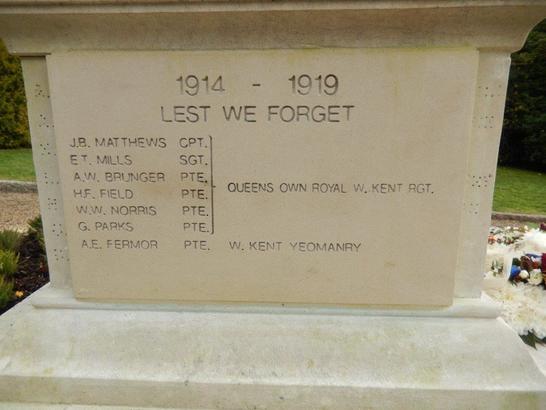 1914 - 1919
LEST WE FORGET
J.B. MATTHEWS CPT.
E.T. MILLS SGT.
A.W. BRUNGER PTE.
H.F. FIELD PTE. QUEENS OWN ROYAL W. KENT RGT.
W.W. NORRIS PTE.
G. PARKS PTE.
A.E. FERMOR PTE. W. KENT YEOMANRY